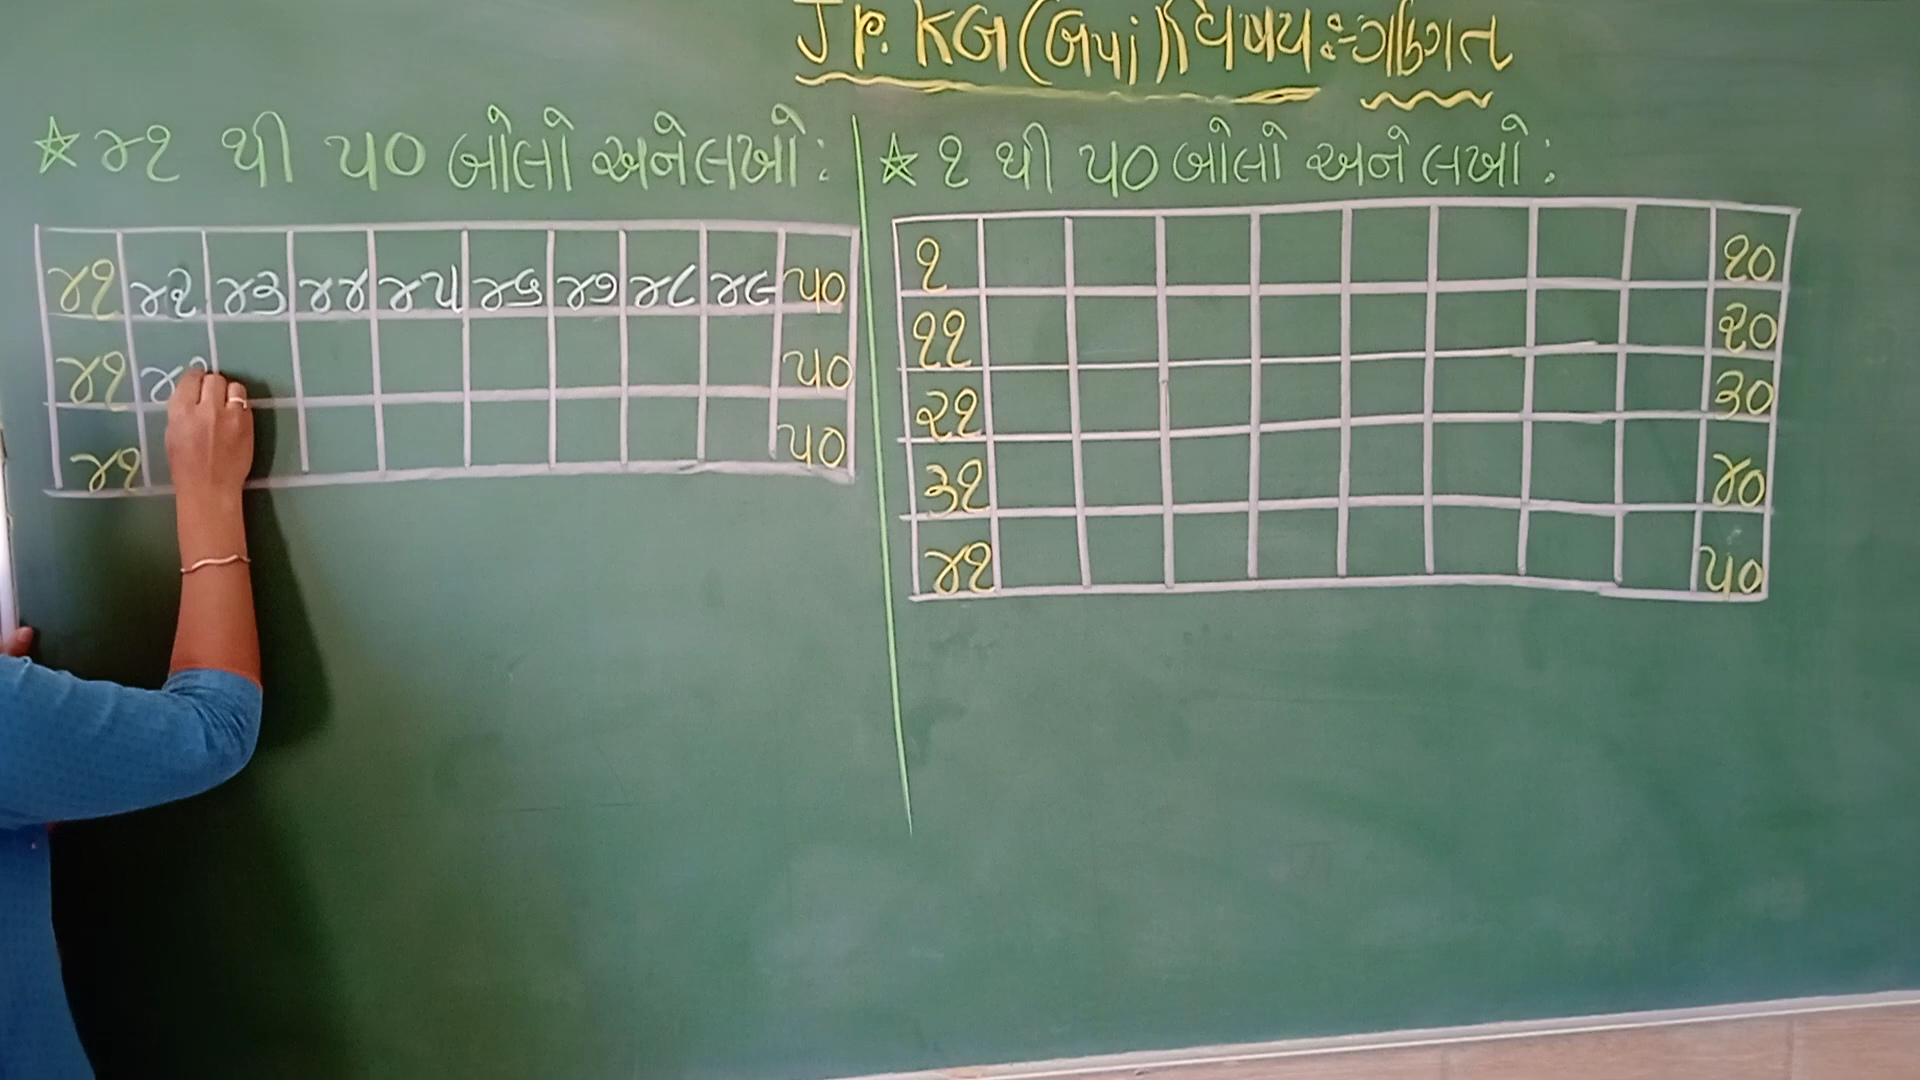 Jr. KG (બપા) વિષય :- ગણિત
☆ ૪૧ થી ૫૦ બોલો અને લખો :
૪૧ ૪૨ ૪૩ ૪૪ ૪૫ ૪૬ ૪૭ ૪૮ ૪૯ ૫૦
૪૧ ૪૨ ૫૦
૪૧ ૫૦
☆ ૧ થી ૫૦ બોલો અને લખો :
૧ ૧૦
૧૧ ૨૦
૨૧ ૩૦
૩૧ ૪૦
૪૧ ૫૦